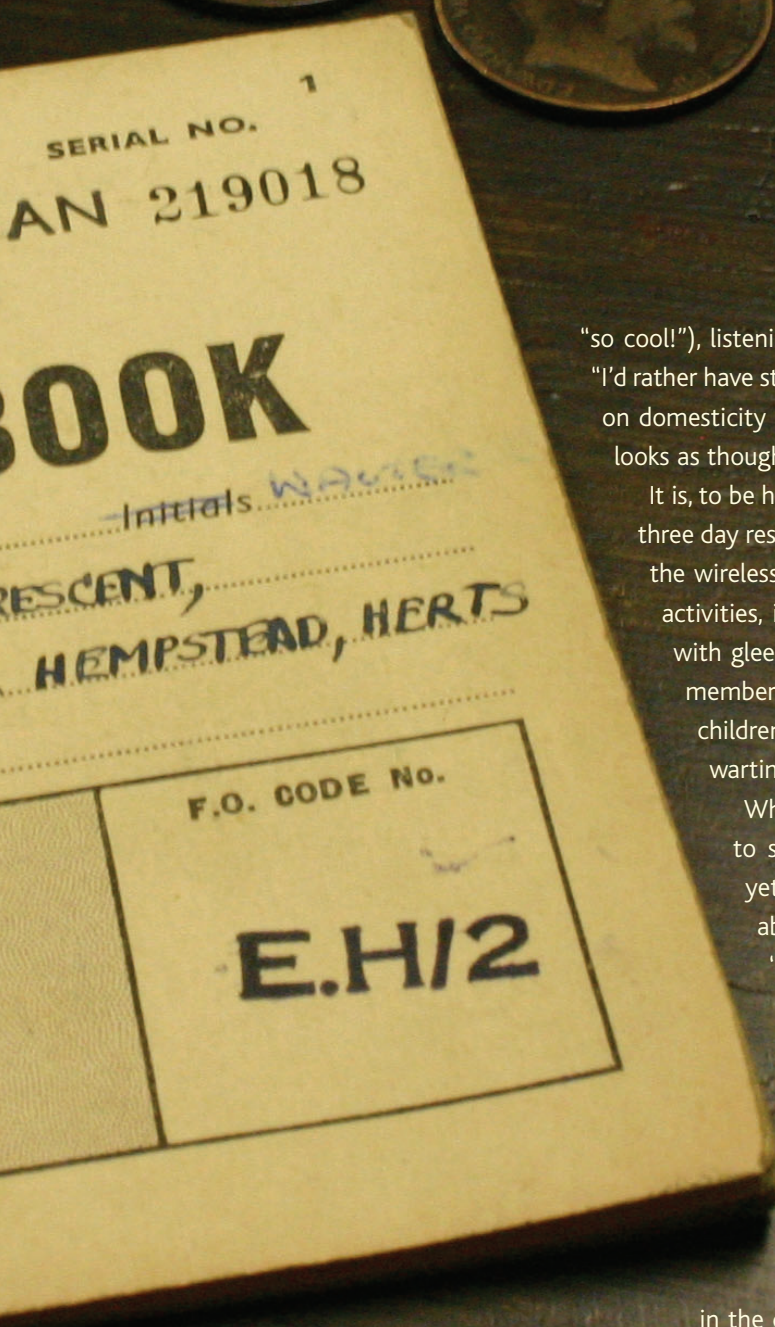 1
SERIAL NO.
AN 219018
BOOK
Initials
RESCENT,
HEMPSTEAD, HERTS
F.O. CODE No.
E.H/2
“so cool!”), listeni
“I’d rather have st
on domesticity
looks as though
It is, to be h
three day res
the wireless
activities, i
with glee
member
children
wartin
Wh
to s
yet
ab
‘
in the